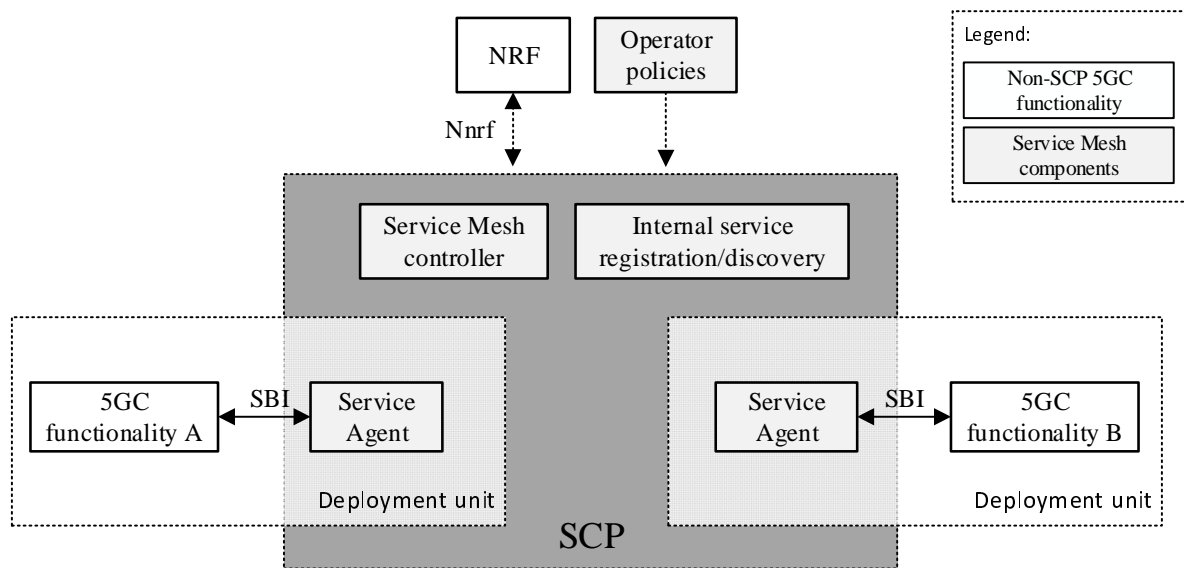 NRF
Operator
policies
Legend:
Non-SCP 5GC
functionality
Service Mesh
components
Nnrf
Service Mesh
controller
Internal service
registration/discovery
5GC
functionality A
SBI
Service
Agent
Deployment unit
Service
Agent
SBI
5GC
functionality B
Deployment unit
SCP